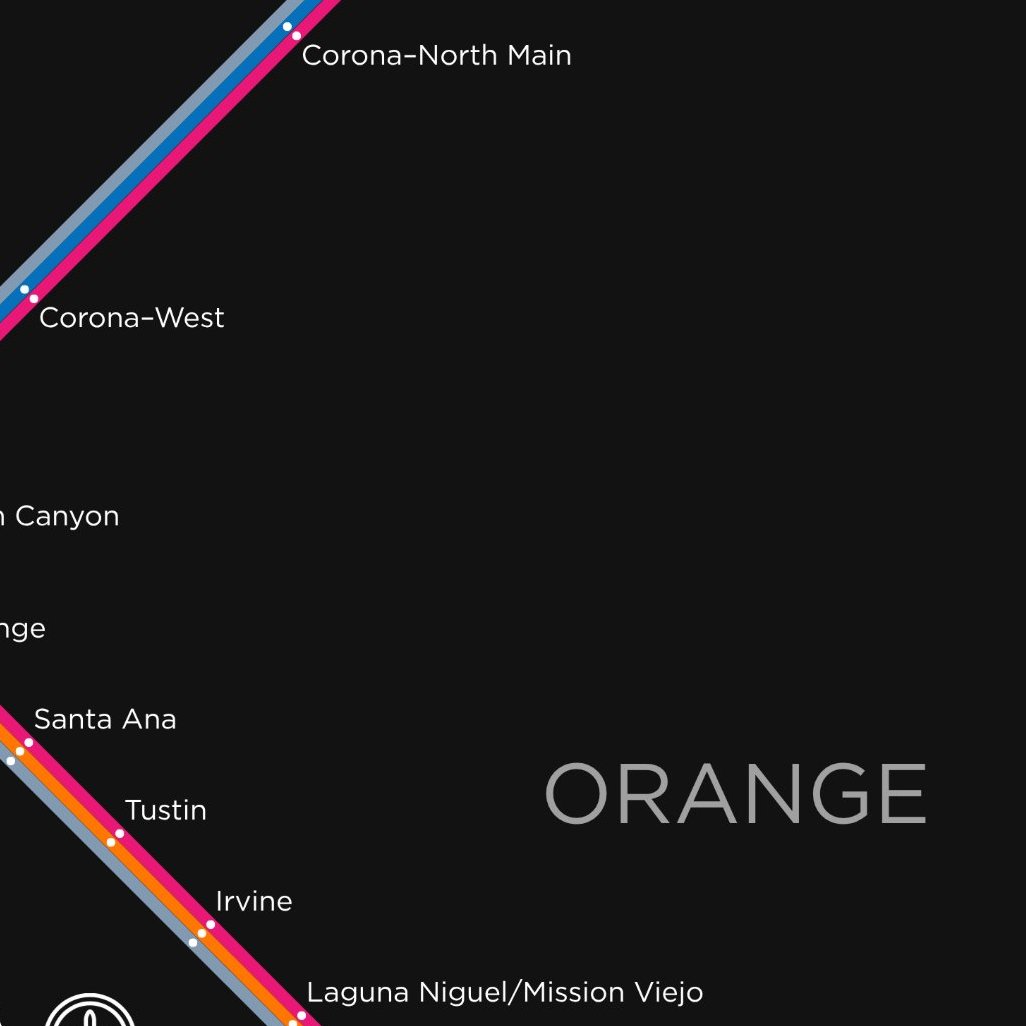 Corona–North Main
Corona–West
Canyon
Santa Ana
Tustin
ORANGE
Irvine
Laguna Niguel/Mission Viejo